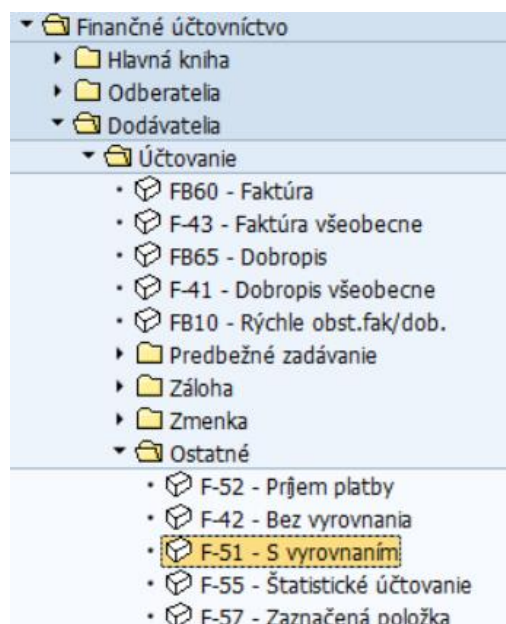 Finančné účtovníctvo
Hlavná kniha
Odberatelia
Dodávatelia
Účtovanie
FB60 - Faktúra
F-43 - Faktúra všeobecne
FB65 - Dobropis
F-41 - Dobropis všeobecne
FB10 - Rýchle obst.fak/dob.
Predbežné zadávanie
Záloha
Zmenka
Ostatné
F-52 - Príjem platby
F-42 - Bez vyrovnania
F-51 - S vyrovnaním
F-55 - Štatistické účtovanie
F-57 - Zaznačená položka